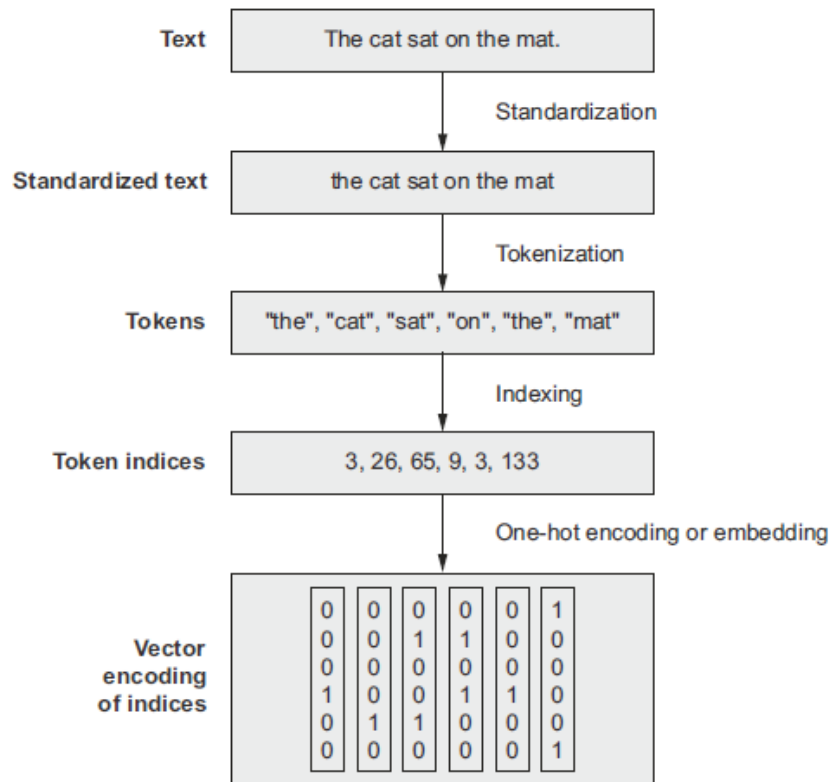 Text
The cat sat on the mat.
Standardization
Standardized text
the cat sat on the mat
Tokenization
Tokens
"the", "cat", "sat", "on", "the", "mat"
Indexing
Token indices
3, 26, 65, 9, 3, 133
One-hot encoding or embedding
Vector
encoding
of indices
0 0 0 0 0 1
0 0 1 1 0 0
0 0 0 0 0 0
1 0 0 1 1 0
0 1 1 0 0 0
0 0 0 0 0 1